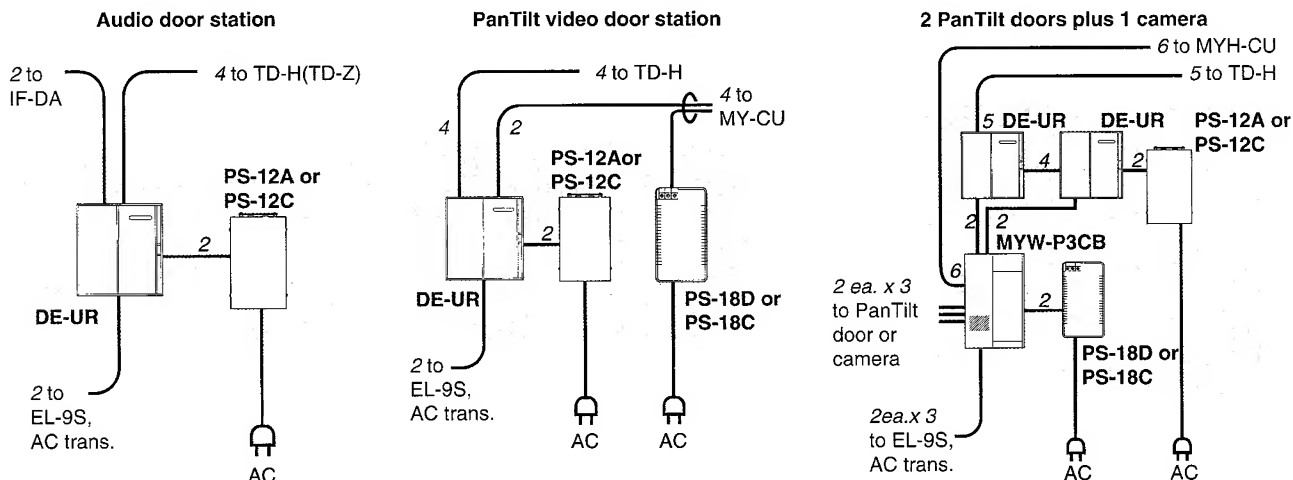 Audio door station
2 to
IF-DA
4 to TD-H(TD-Z)
PS-12A or
PS-12C
2
DE-UR
2 to
EL-9S,
AC trans.
AC
PanTilt video door station
4 to TD-H
4
2
4 to
MY-CU
PS-12Aor
PS-12C
2
DE-UR
PS-18D or
PS-18C
2 to
EL-9S,
AC trans.
AC
AC
2 PanTilt doors plus 1 camera
6 to MYH-CU
5 to TD-H
5
DE-UR
DE-UR
PS-12A or
PS-12C
4
2
2
2
MYW-P3CB
6
2 ea. x 3
to PanTilt
door or
camera
2
PS-18D or
PS-18C
2ea.x 3
to EL-9S,
AC trans.
AC
AC